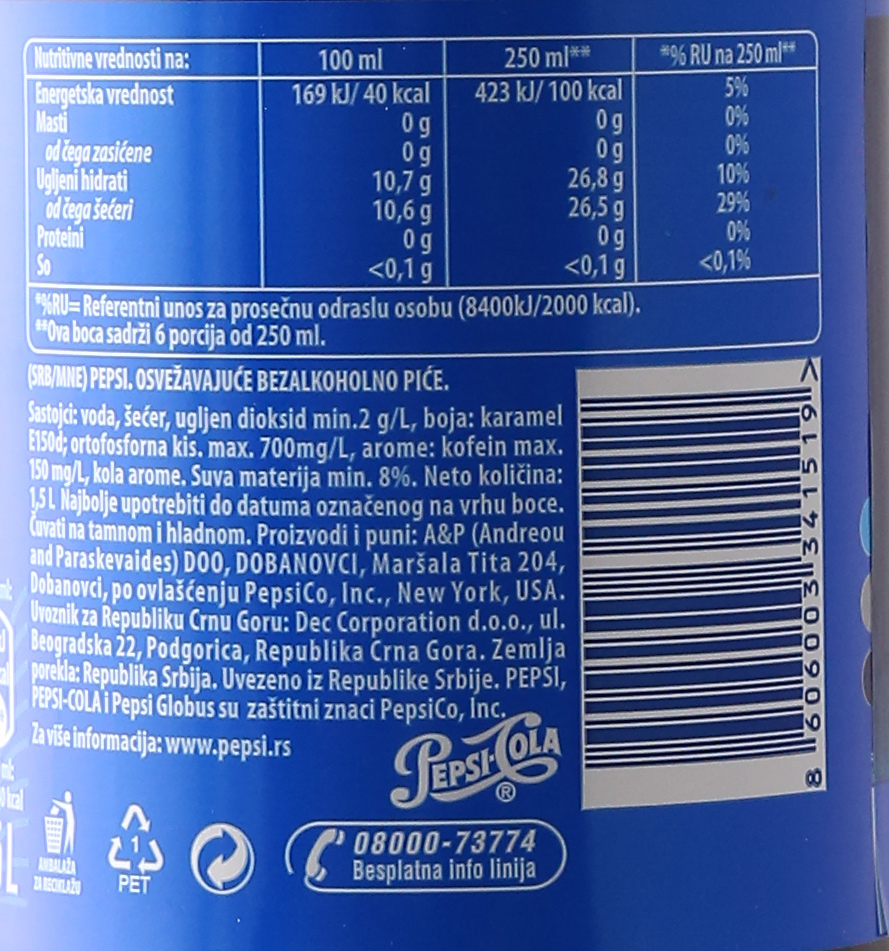 Nutritivne vrednosti na: 100 ml 250 ml** *% RU na 250 ml**
Energetska vrednost 169 kJ/ 40 kcal 423 kJ/ 100 kcal 5%
Masti 0 g 0 g 0%
od čega zasićene 0 g 0 g 0%
Ugljeni hidrati 10,7 g 26,8 g 10%
od čega šećeri 10,6 g 26,5 g 29%
Proteini 0 g 0 g 0%
So <0,1 g <0,1 g <0,1%
*%RU= Referentni unos za prosečnu odraslu osobu (8400kJ/2000 kcal).
**Ova boca sadrži 6 porcija od 250 ml.
(SRB/MNE) PEPSI. OSVEŽAVAJUĆE BEZALKOHOLNO PIĆE.
Sastojci: voda, šećer, ugljen dioksid min.2 g/L, boja: karamel
E150d; ortofosforna kis. max. 700mg/L, arome: kofein max.
150 mg/L, kola arome. Suva materija min. 8%. Neto količina:
1,5 L Najbolje upotrebiti do datuma označenog na vrhu boce.
Čuvati na tamnom i hladnom. Proizvodi i puni: A&P (Andreou
and Paraskevaides) DOO, DOBANOVCI, Maršala Tita 204,
Dobanovci, po ovlašćenju PepsiCo, Inc., New York, USA.
Uvoznik za Republiku Crnu Goru: Dec Corporation d.o.o., ul.
Beogradska 22, Podgorica, Republika Crna Gora. Zemlja
porekla: Republika Srbija. Uvezeno iz Republike Srbije. PEPSI,
PEPSI-COLA i Pepsi Globus su zaštitni znaci PepsiCo, Inc.
Za više informacija: www.pepsi.rs
PEPSI-COLA ®
8 606003 341519 >
AMBALAŽA
ZA RECIKLAŽU
1
PET
08000-73774
Besplatna info linija
ml:
kcal